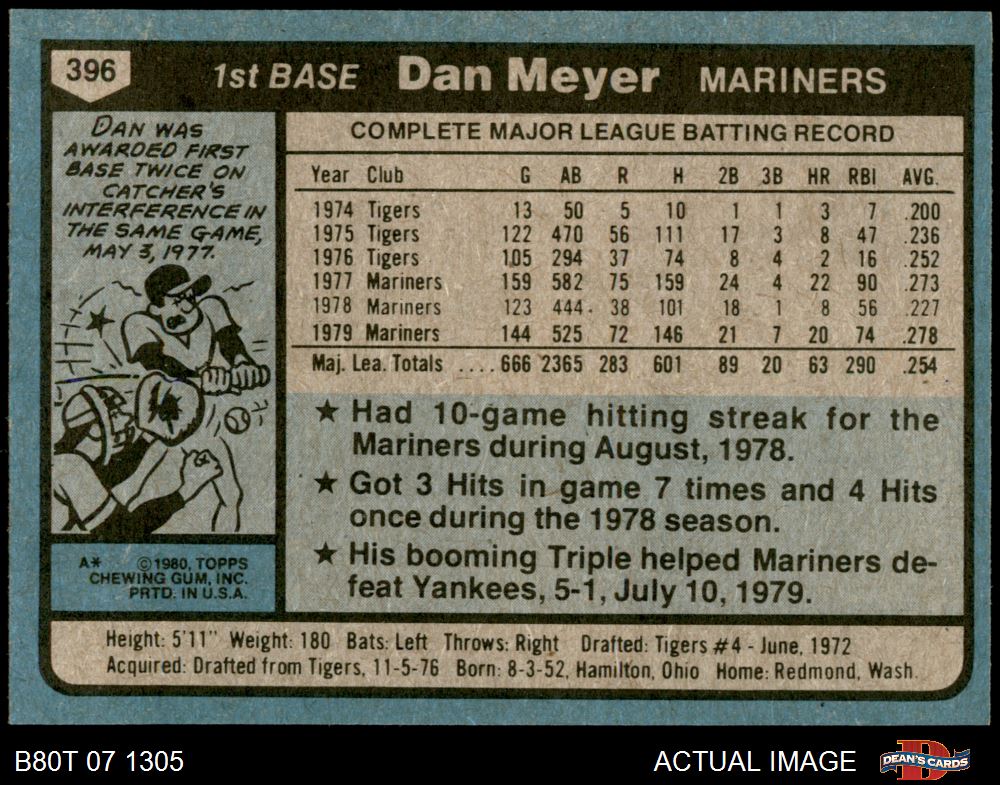 396 1st BASE Dan Meyer MARINERS
DAN WAS
AWARDED FIRST
BASE TWICE ON
CATCHER'S
INTERFERENCE IN
THE SAME GAME,
MAY 3, 1977.
COMPLETE MAJOR LEAGUE BATTING RECORD
Year Club G AB R H 2B 3B HR RBI AVG.
1974 Tigers 13 50 5 10 1 1 3 7 .200
1975 Tigers 122 470 56 111 17 3 8 47 .236
1976 Tigers 105 294 37 74 8 4 2 16 .252
1977 Mariners 159 582 75 159 24 4 22 90 .273
1978 Mariners 123 444 38 101 18 1 8 56 .227
1979 Mariners 144 525 72 146 21 7 20 74 .278
Maj. Lea. Totals .... 666 2365 283 601 89 20 63 290 .254
★ Had 10-game hitting streak for the
Mariners during August, 1978.
★ Got 3 Hits in game 7 times and 4 Hits
once during the 1978 season.
★ His booming Triple helped Mariners de-
feat Yankees, 5-1, July 10, 1979.
A* ©1980, TOPPS
CHEWING GUM, INC.
PRTD. IN U.S.A.
Height: 5'11" Weight: 180 Bats: Left Throws: Right Drafted: Tigers #4 - June, 1972
Acquired: Drafted from Tigers, 11-5-76 Born: 8-3-52, Hamilton, Ohio Home: Redmond, Wash.
B80T 07 1305
ACTUAL IMAGE
D
DEAN'S CARDS